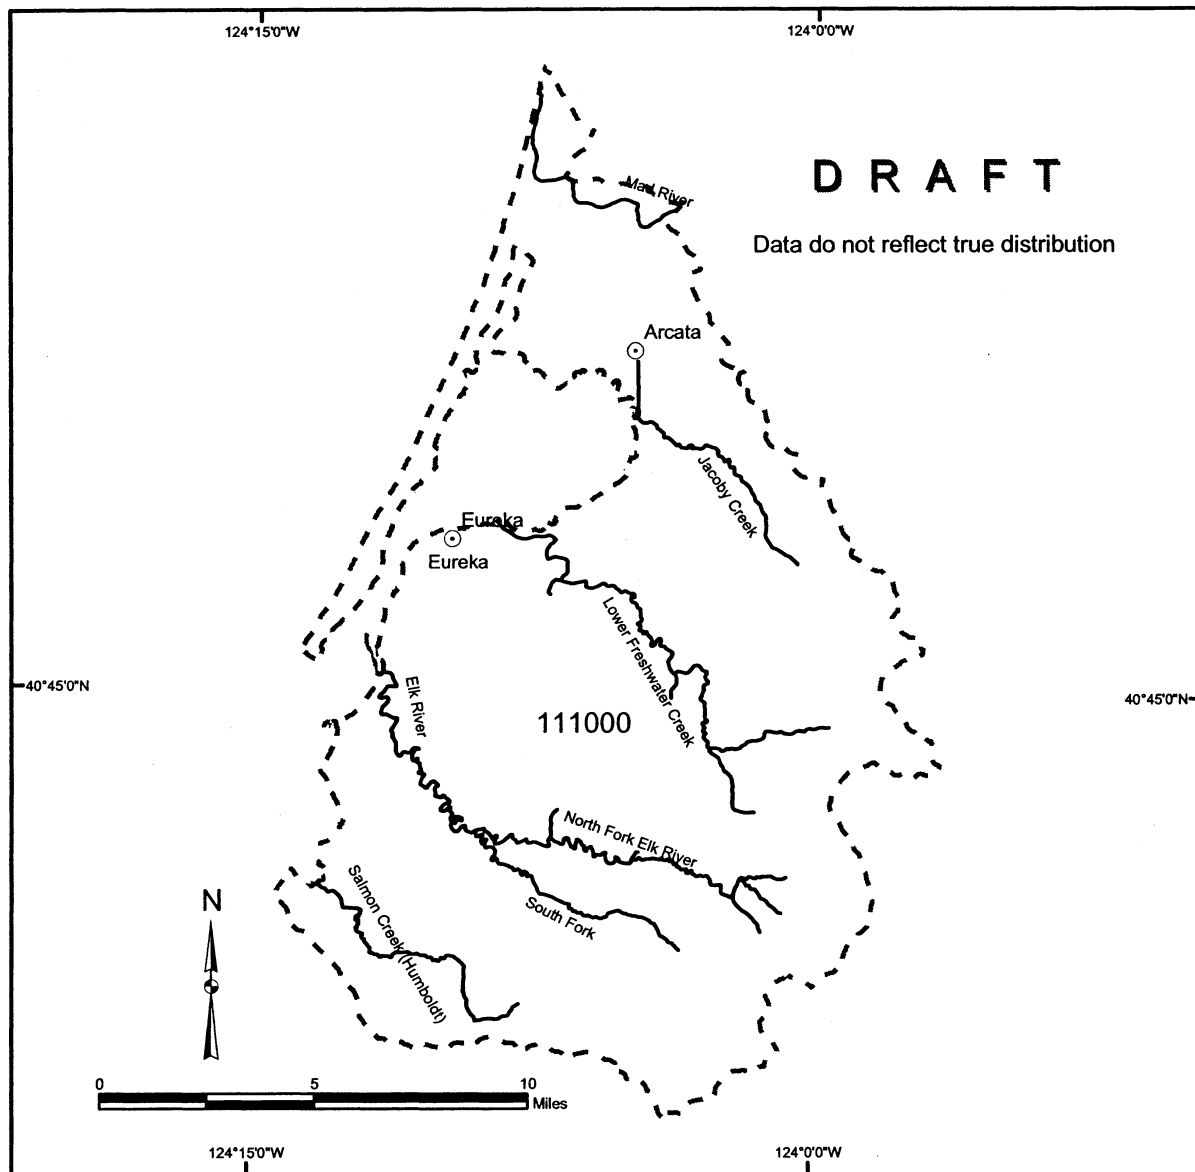 124°15'0"W
124°0'0"W
DRAFT
Mad River
Data do not reflect true distribution
Arcata
Jacoby Creek
Eureka
Eureka
Lower Freshwater Creek
Elk River
40°45'0"N
40°45'0"N
111000
North Fork Elk River
Salmon Creek (Humboldt)
South Fork
N
0
5
10
Miles
124°15'0"W
124°0'0"W